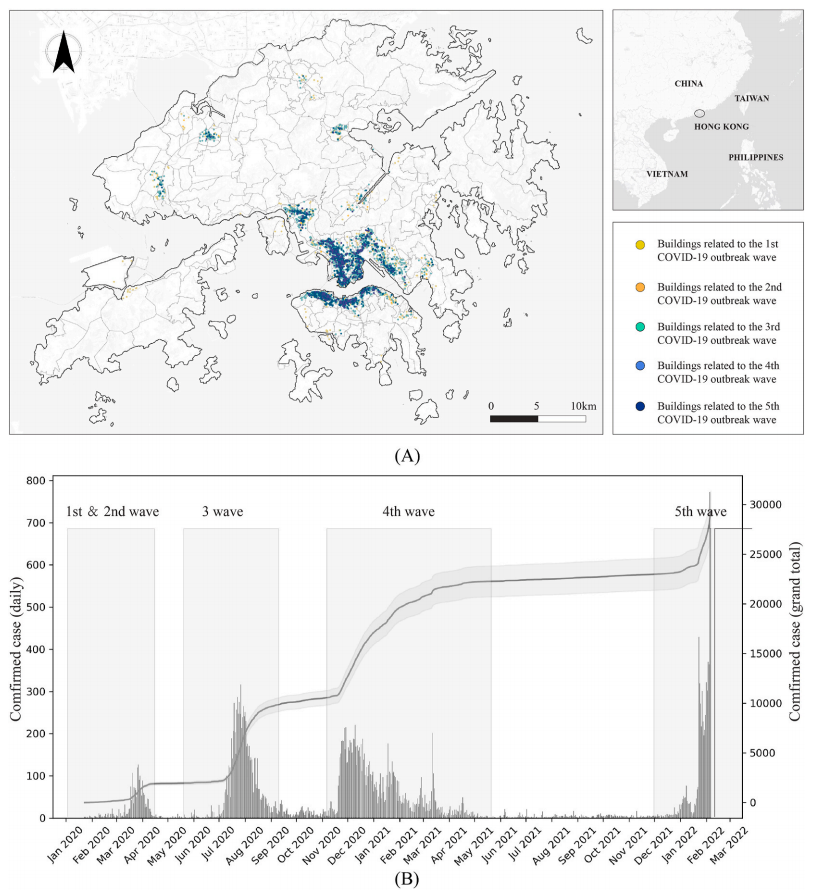 CHINA
TAIWAN
HONG KONG
PHILIPPINES
VIETNAM
Buildings related to the 1st
COVID-19 outbreak wave
Buildings related to the 2nd
COVID-19 outbreak wave
Buildings related to the 3rd
COVID-19 outbreak wave
Buildings related to the 4th
COVID-19 outbreak wave
Buildings related to the 5th
COVID-19 outbreak wave
0 5 10km
(A)
1st & 2nd wave
3 wave
4th wave
5th wave
Comfirmed case (daily)
800
700
600
500
400
300
200
100
0
Comfirmed case (grand total)
30000
25000
20000
15000
10000
5000
0
Jan 2020
Feb 2020
Mar 2020
Apr 2020
May 2020
Jun 2020
Jul 2020
Aug 2020
Sep 2020
Oct 2020
Nov 2020
Dec 2020
Jan 2021
Feb 2021
Mar 2021
Apr 2021
May 2021
Jun 2021
Jul 2021
Aug 2021
Sep 2021
Oct 2021
Nov 2021
Dec 2021
Jan 2022
Feb 2022
Mar 2022
(B)